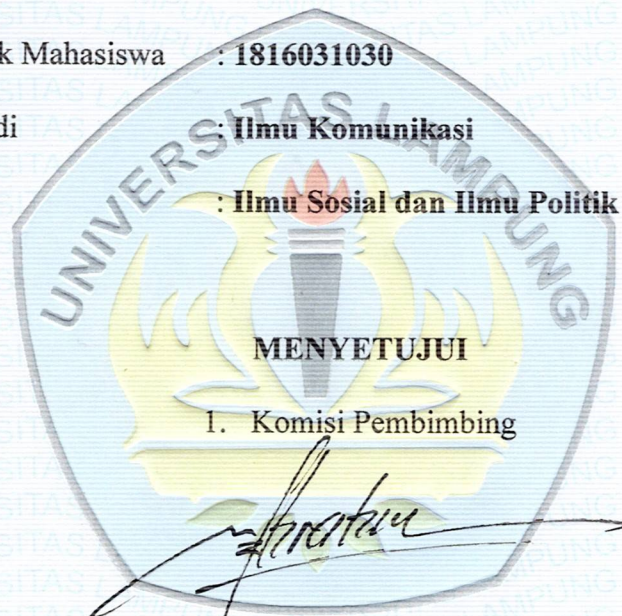 k Mahasiswa : 1816031030
di : Ilmu Komunikasi
: Ilmu Sosial dan Ilmu Politik
UNIVERSITAS LAMPUNG
MENYETUJUI
1. Komisi Pembimbing